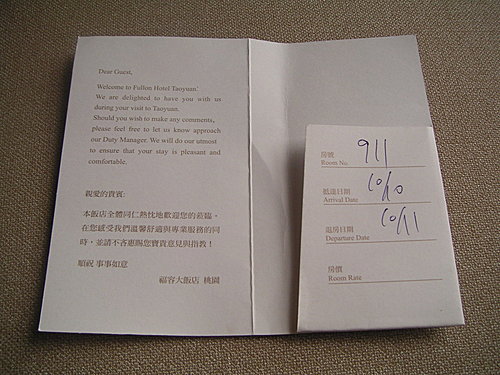 Dear Guest,
Welcome to Fullon Hotel Taoyuan!
We are delighted to have you with us
during your visit to Taoyuan.
Should you wish to make any comments,
please feel free to let us know approach
our Duty Manager. We will do our utmost
to ensure that your stay is pleasant and
comfortable.
親愛的貴賓:
本飯店全體同仁熱忱地歡迎您的蒞臨,
在您感受我們溫馨舒適與專業服務的同
時,並請不吝惠賜您寶貴意見與指教!
順祝 事事如意
福容大飯店 桃園
房號
Room No. 911
抵達日期
Arrival Date 10/10
退房日期
Departure Date 10/11
房價
Room Rate